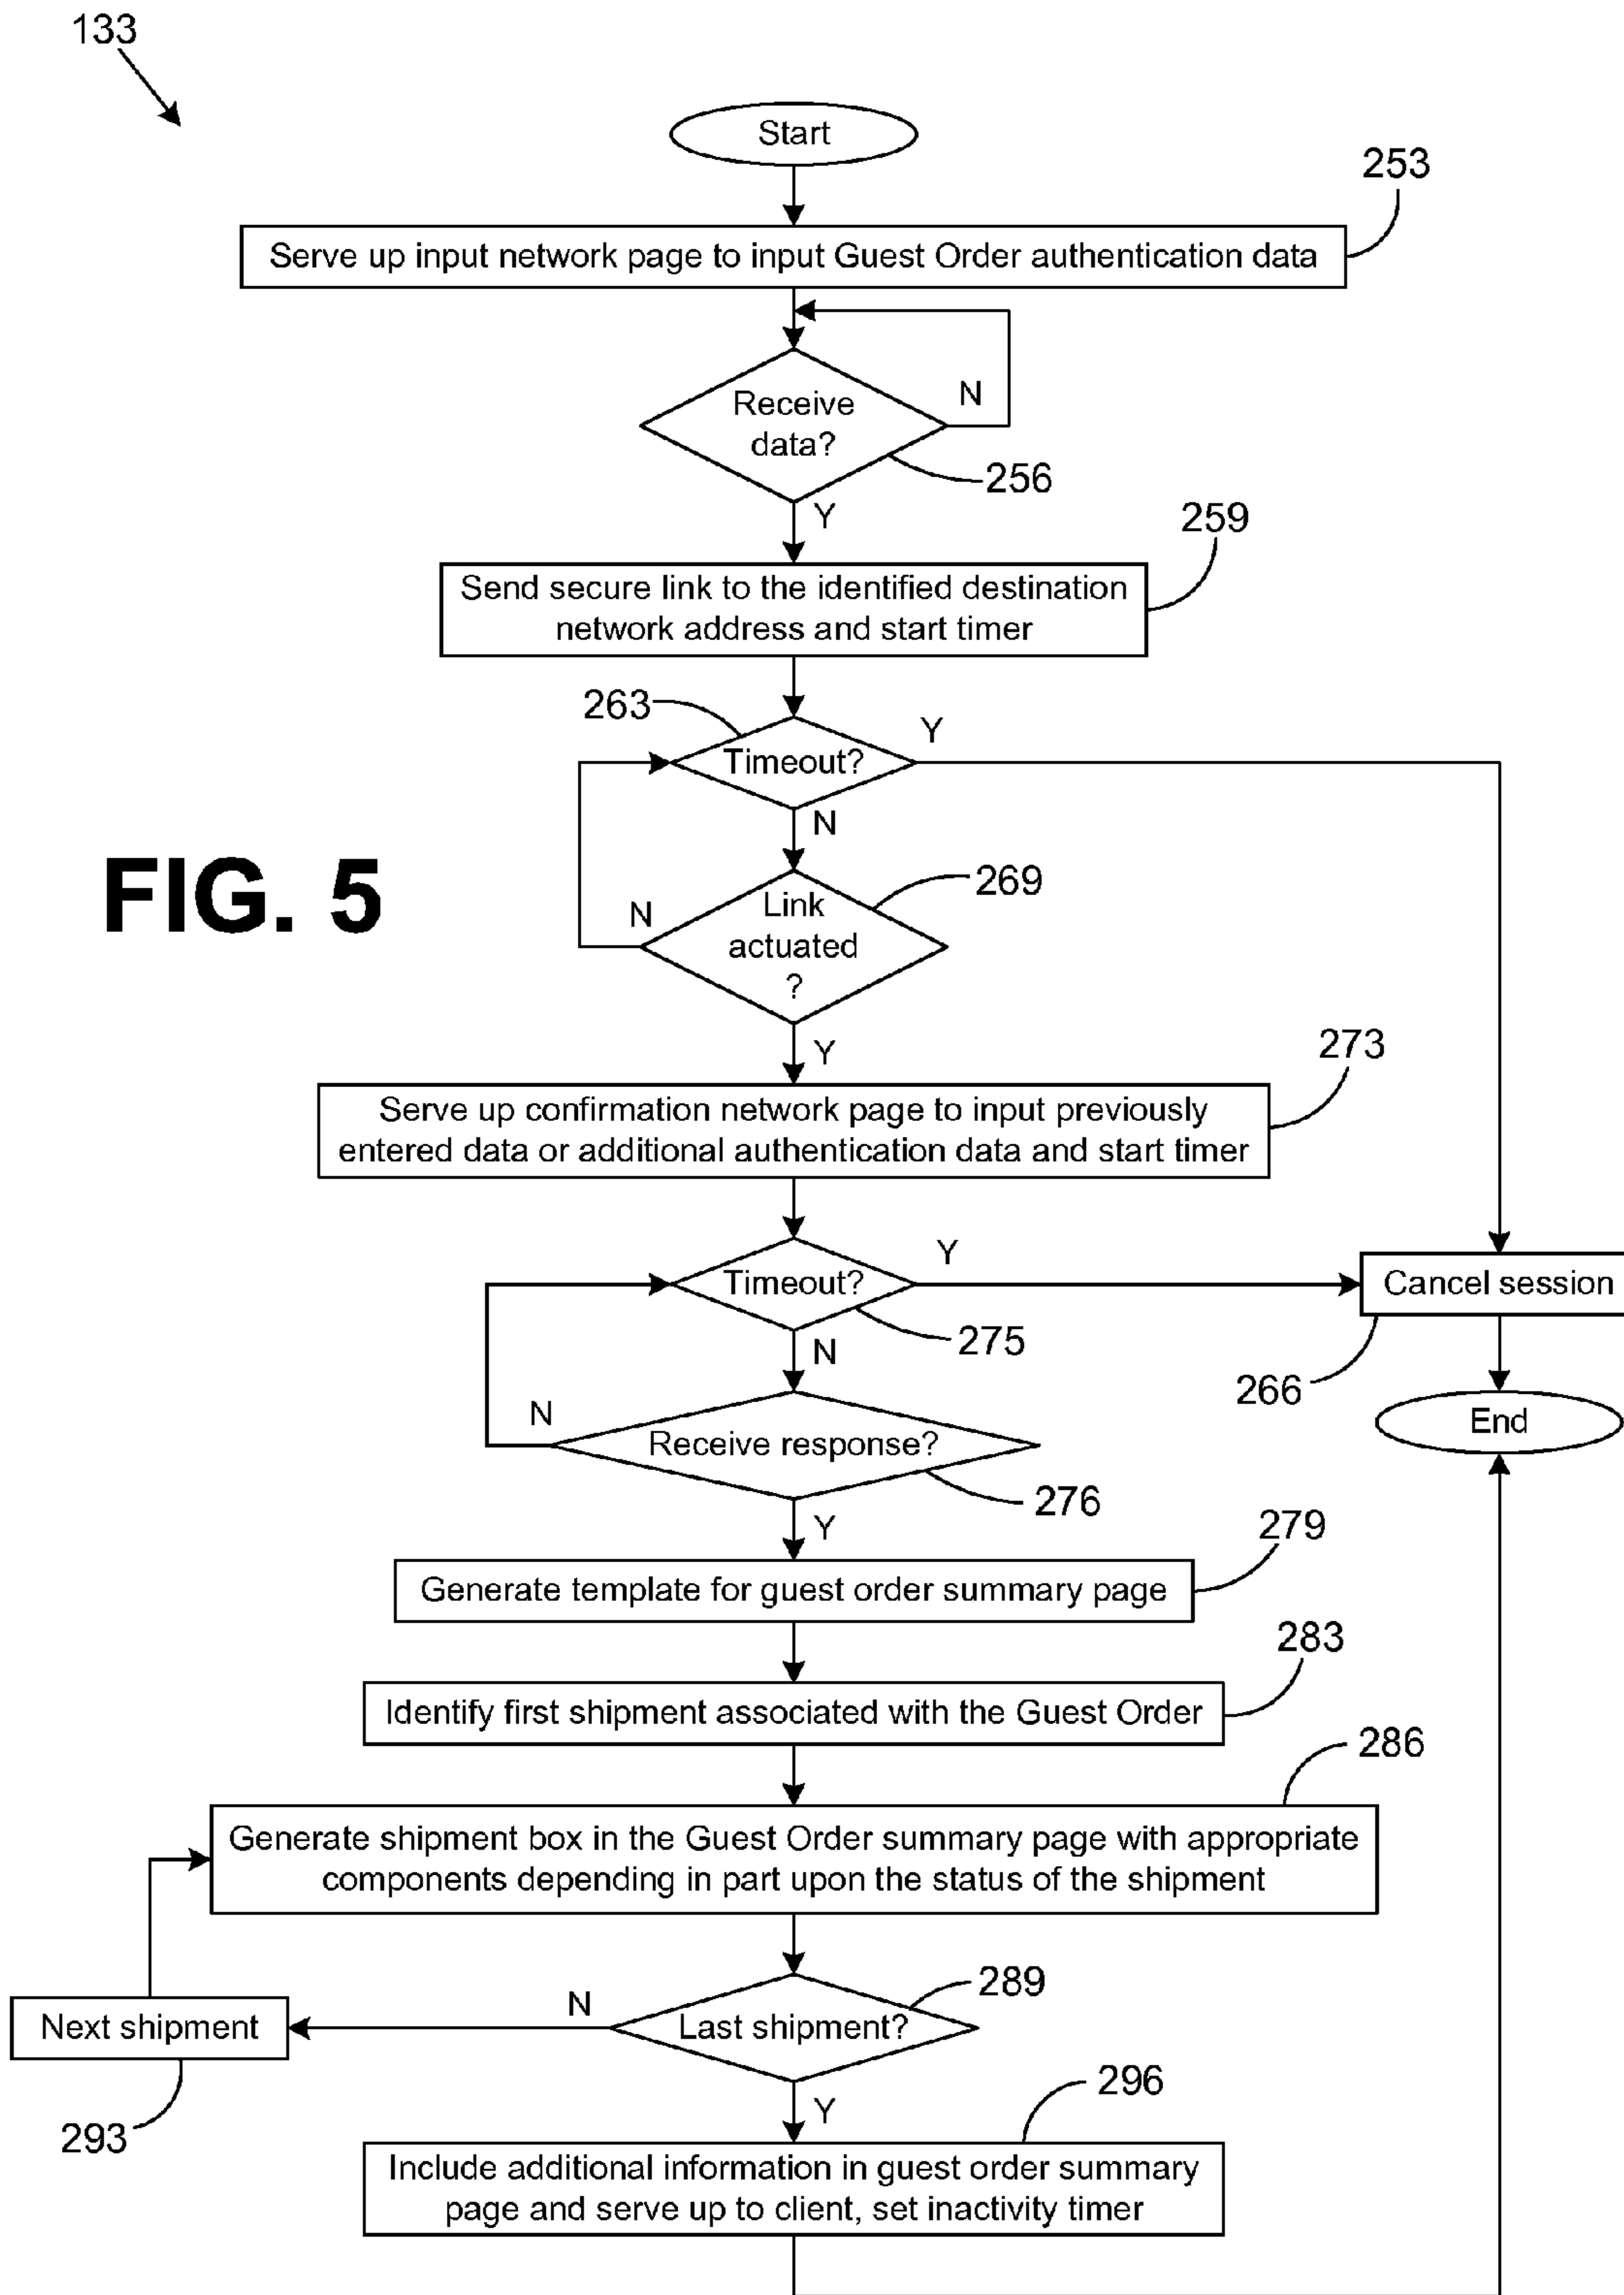 133
Start
253
Serve up input network page to input Guest Order authentication data
N
Receive
data?
256
Y
259
Send secure link to the identified destination
network address and start timer
263
Y
Timeout?
N
FIG. 5
269
N
Link
actuated
?
Y
273
Serve up confirmation network page to input previously
entered data or additional authentication data and start timer
Y
Timeout?
Cancel session
275
N
266
N
End
Receive response?
276
Y
279
Generate template for guest order summary page
283
Identify first shipment associated with the Guest Order
286
Generate shipment box in the Guest Order summary page with appropriate
components depending in part upon the status of the shipment
289
N
Next shipment
Last shipment?
293
Y
296
Include additional information in guest order summary
page and serve up to client, set inactivity timer